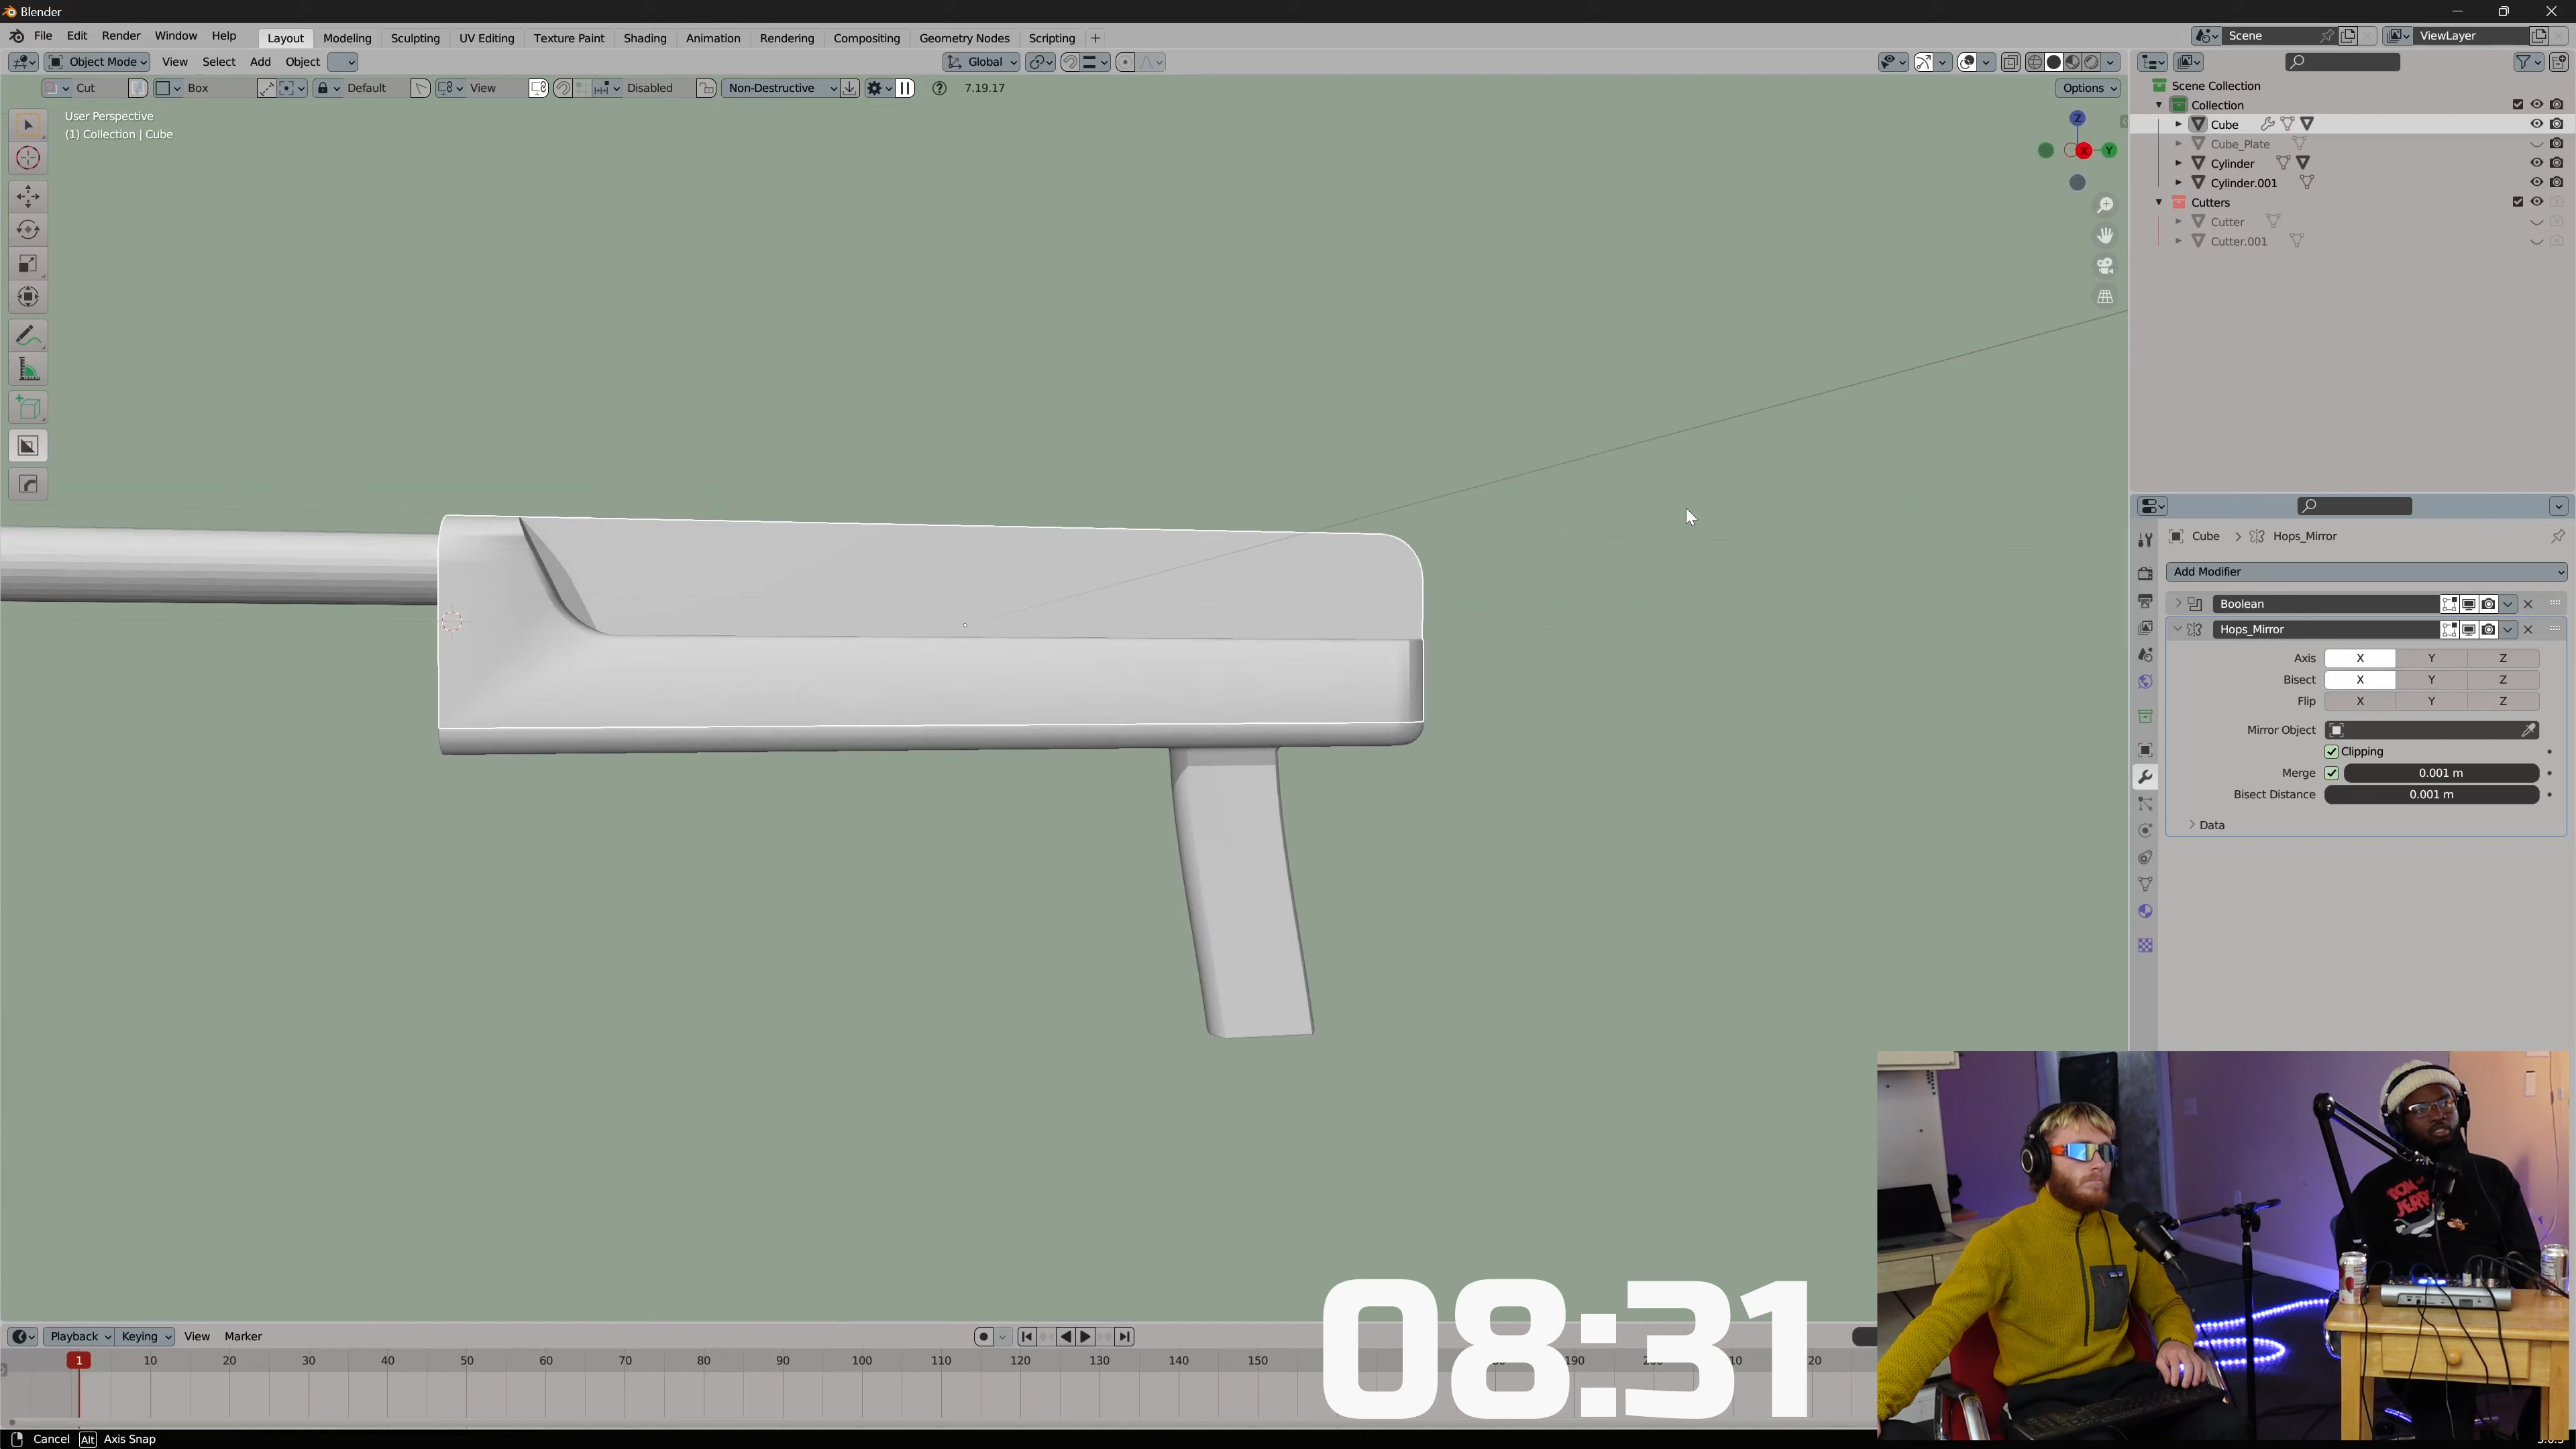 Blender
File Edit Render Window Help Layout Modeling Sculpting UV Editing Texture Paint Shading Animation Rendering Compositing Geometry Nodes Scripting + Scene ViewLayer
Object Mode View Select Add Object Global
Cut Box Default View Disabled Non-Destructive ? 7.19.17 Options
User Perspective
(1) Collection | Cube
Z
X
Y
Scene Collection
Collection
Cube
Cube_Plate
Cylinder
Cylinder.001
Cutters
Cutter
Cutter.001
Cube > Hops_Mirror
Add Modifier
Boolean
Hops_Mirror
Axis X Y Z
Bisect X Y Z
Flip X Y Z
Mirror Object
Clipping
Merge 0.001 m
Bisect Distance 0.001 m
Data
TOM
JERRY
08:31
Playback Keying View Marker
1 10 20 30 40 50 60 70 80 90 100 110 120 130 140 150 190
Cancel Alt Axis Snap